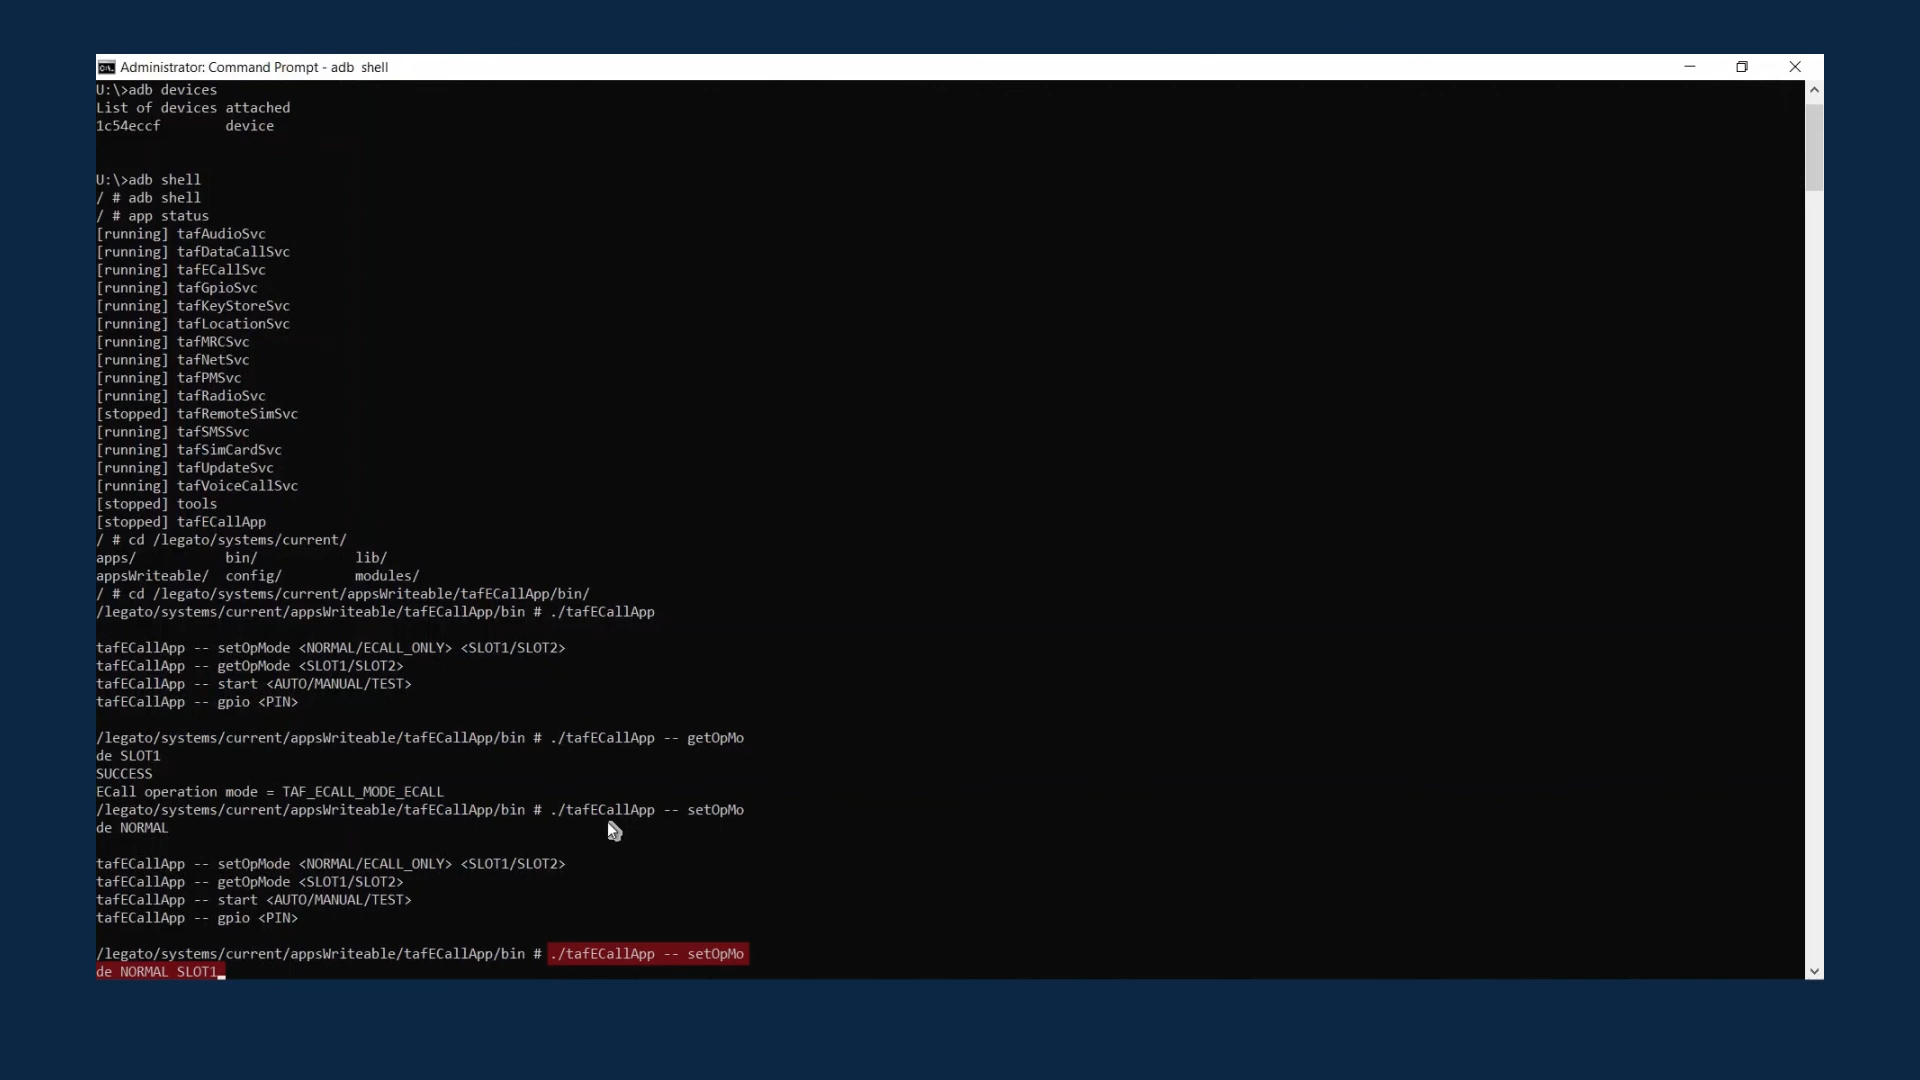 Administrator: Command Prompt - adb  shell
U:\>adb devices
List of devices attached
1c54eccf        device
U:\>adb shell
/ # adb shell
/ # app status
[running] tafAudioSvc
[running] tafDataCallSvc
[running] tafECallSvc
[running] tafGpioSvc
[running] tafKeyStoreSvc
[running] tafLocationSvc
[running] tafMRCSvc
[running] tafNetSvc
[running] tafPMSvc
[running] tafRadioSvc
[stopped] tafRemoteSimSvc
[running] tafSMSSvc
[running] tafSimCardSvc
[running] tafUpdateSvc
[running] tafVoiceCallSvc
[stopped] tools
[stopped] tafECallApp
/ # cd /legato/systems/current/
apps/           bin/            lib/
appsWriteable/  config/         modules/
/ # cd /legato/systems/current/appsWriteable/tafECallApp/bin/
/legato/systems/current/appsWriteable/tafECallApp/bin # ./tafECallApp
tafECallApp -- setOpMode <NORMAL/ECALL_ONLY> <SLOT1/SLOT2>
tafECallApp -- getOpMode <SLOT1/SLOT2>
tafECallApp -- start <AUTO/MANUAL/TEST>
tafECallApp -- gpio <PIN>
/legato/systems/current/appsWriteable/tafECallApp/bin # ./tafECallApp -- getOpMo
de SLOT1
SUCCESS
ECall operation mode = TAF_ECALL_MODE_ECALL
/legato/systems/current/appsWriteable/tafECallApp/bin # ./tafECallApp -- setOpMo
de NORMAL
tafECallApp -- setOpMode <NORMAL/ECALL_ONLY> <SLOT1/SLOT2>
tafECallApp -- getOpMode <SLOT1/SLOT2>
tafECallApp -- start <AUTO/MANUAL/TEST>
tafECallApp -- gpio <PIN>
/legato/systems/current/appsWriteable/tafECallApp/bin # ./tafECallApp -- setOpMo
de NORMAL SLOT1